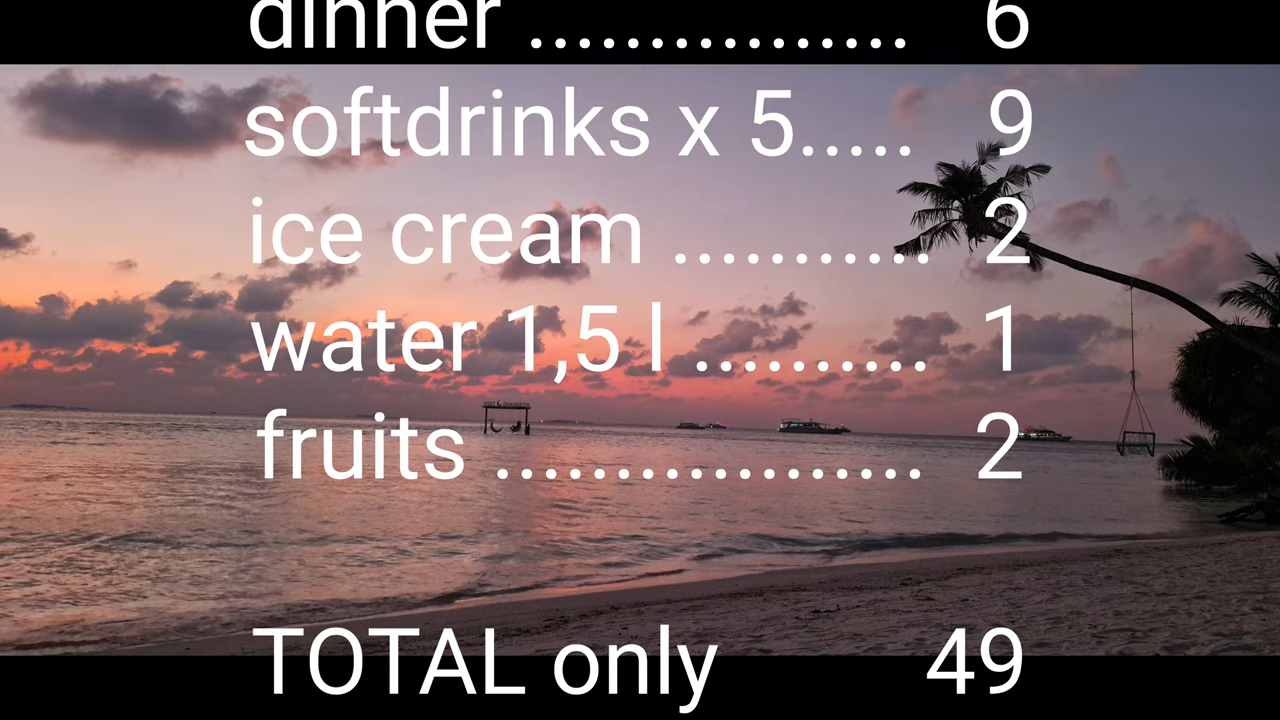 dinner ................ 6
softdrinks x 5..... 9
ice cream ........... 2
water 1,5 l .......... 1
fruits .................. 2
TOTAL only 49